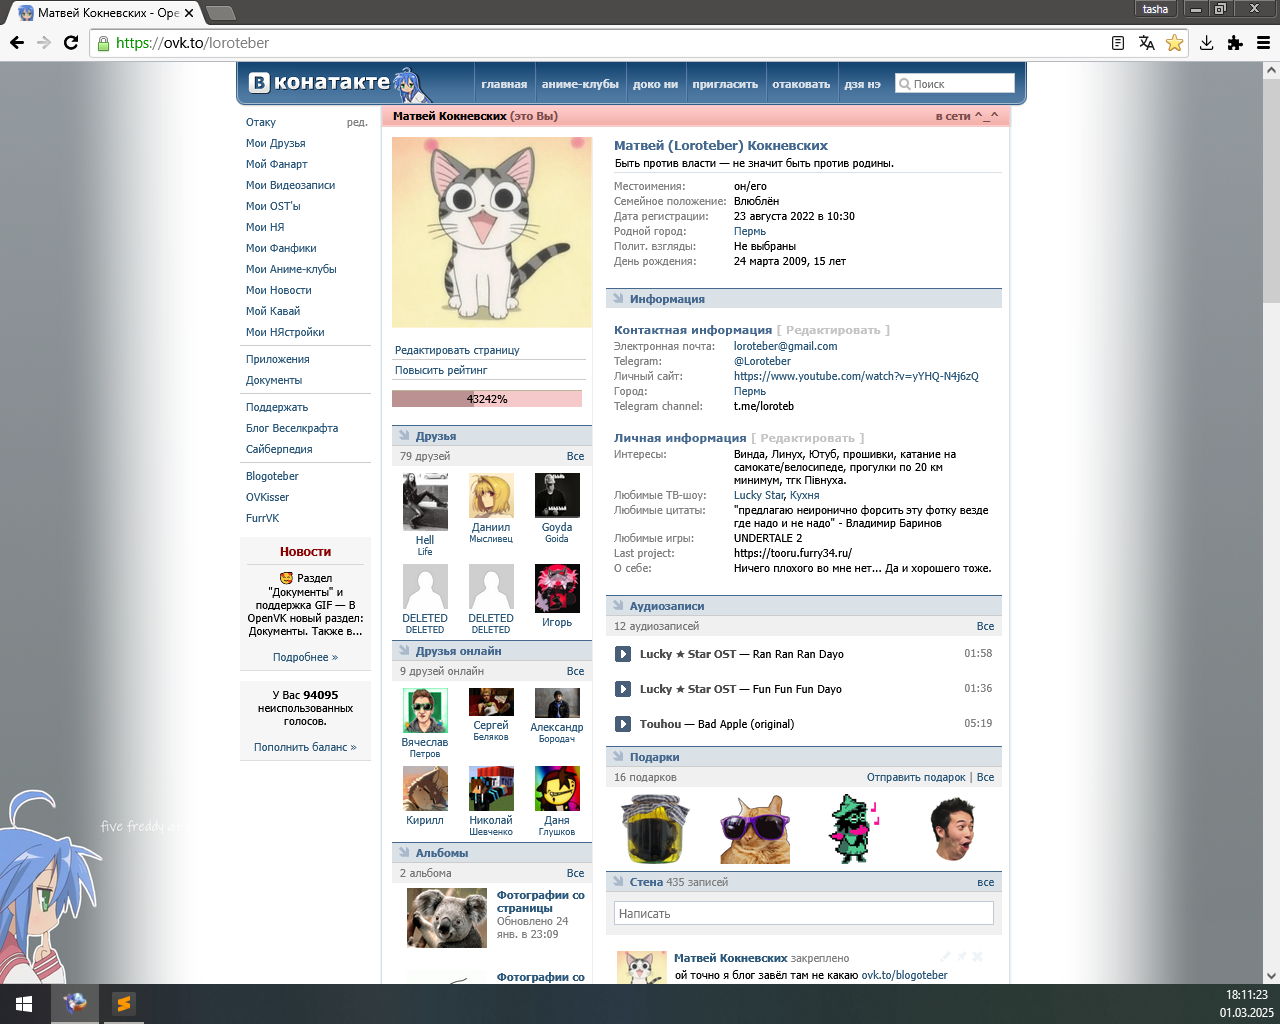 Матвей Кокневских - Ope
tasha
https://ovk.to/loroteber
В конатакте
главная
аниме-клубы
доко ни
пригласить
отаковать
дзя нэ
Поиск
Отаку
ред.
Мои Друзья
Мой Фанарт
Мои Видеозаписи
Мои OST'ы
Мои НЯ
Мои Фанфики
Мои Аниме-клубы
Мои Новости
Мой Кавай
Мои НЯстройки
Приложения
Документы
Поддержать
Блог Веселкрафта
Сайберпедия
Blogoteber
OVKisser
FurrVK
Новости
🥰 Раздел
"Документы" и
поддержка GIF — В
OpenVK новый раздел:
Документы. Также в...
Подробнее »
У Вас 94095
неиспользованных
голосов.
Пополнить баланс »
five freddy at
Матвей Кокневских (это Вы)
в сети ^_^
Редактировать страницу
Повысить рейтинг
43242%
Друзья
79 друзей
Все
Hell
Life
Даниил
Мысливец
Goyda
Goida
DELETED
DELETED
DELETED
DELETED
Игорь
Друзья онлайн
9 друзей онлайн
Все
Вячеслав
Петров
Сергей
Беляков
Александр
Бородач
Кирилл
Николай
Шевченко
Даня
Глушков
Альбомы
2 альбома
Все
Фотографии со
страницы
Обновлено 24
янв. в 23:09
Фотографии со
Матвей (Loroteber) Кокневских
Быть против власти — не значит быть против родины.
Местоимения: он/его
Семейное положение: Влюблён
Дата регистрации: 23 августа 2022 в 10:30
Родной город: Пермь
Полит. взгляды: Не выбраны
День рождения: 24 марта 2009, 15 лет
Информация
Контактная информация [ Редактировать ]
Электронная почта: loroteber@gmail.com
Telegram: @Loroteber
Личный сайт: https://www.youtube.com/watch?v=yYHQ-N4j6zQ
Город: Пермь
Telegram channel: t.me/loroteb
Личная информация [ Редактировать ]
Интересы: Винда, Линух, Ютуб, прошивки, катание на
самокате/велосипеде, прогулки по 20 км
минимум, тгк Півнуха.
Любимые ТВ-шоу: Lucky Star, Кухня
Любимые цитаты: "предлагаю неиронично форсить эту фотку везде
где надо и не надо" - Владимир Баринов
Любимые игры: UNDERTALE 2
Last project: https://tooru.furry34.ru/
О себе: Ничего плохого во мне нет... Да и хорошего тоже.
Аудиозаписи
12 аудиозаписей
Все
Lucky ★ Star OST — Ran Ran Ran Dayo 01:58
Lucky ★ Star OST — Fun Fun Fun Dayo 01:36
Touhou — Bad Apple (original) 05:19
Подарки
16 подарков
Отправить подарок | Все
Стена 435 записей
все
Написать
Матвей Кокневских закреплено
ой точно я блог завёл там не какаю ovk.to/blogoteber
18:11:23
01.03.2025